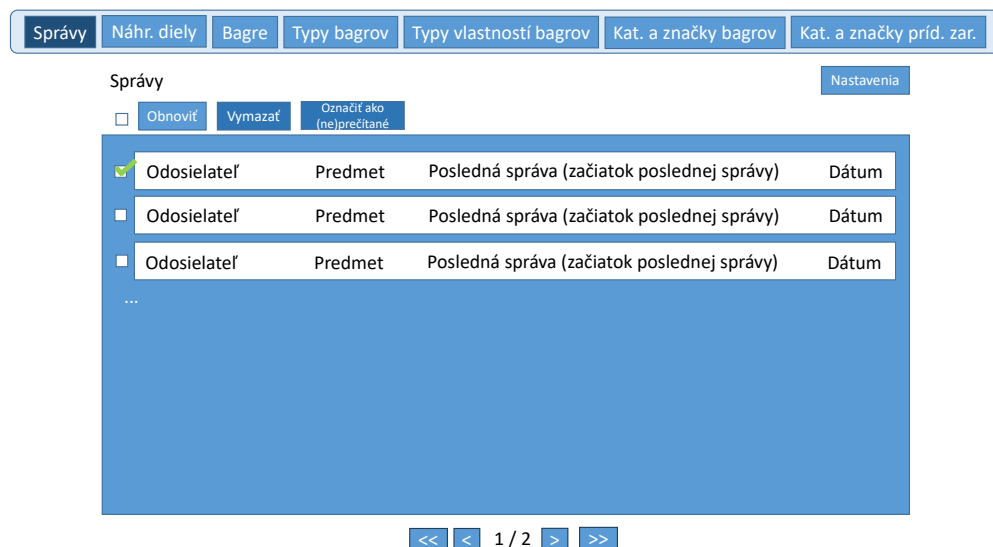 Správy Náhr. diely Bagre Typy bagrov Typy vlastností bagrov Kat. a značky bagrov Kat. a značky príd. zar.
Správy Nastavenia
Obnoviť Vymazať Označiť ako
(ne)prečítané
Odosielateľ Predmet Posledná správa (začiatok poslednej správy) Dátum
Odosielateľ Predmet Posledná správa (začiatok poslednej správy) Dátum
Odosielateľ Predmet Posledná správa (začiatok poslednej správy) Dátum
...
<< < 1 / 2 > >>